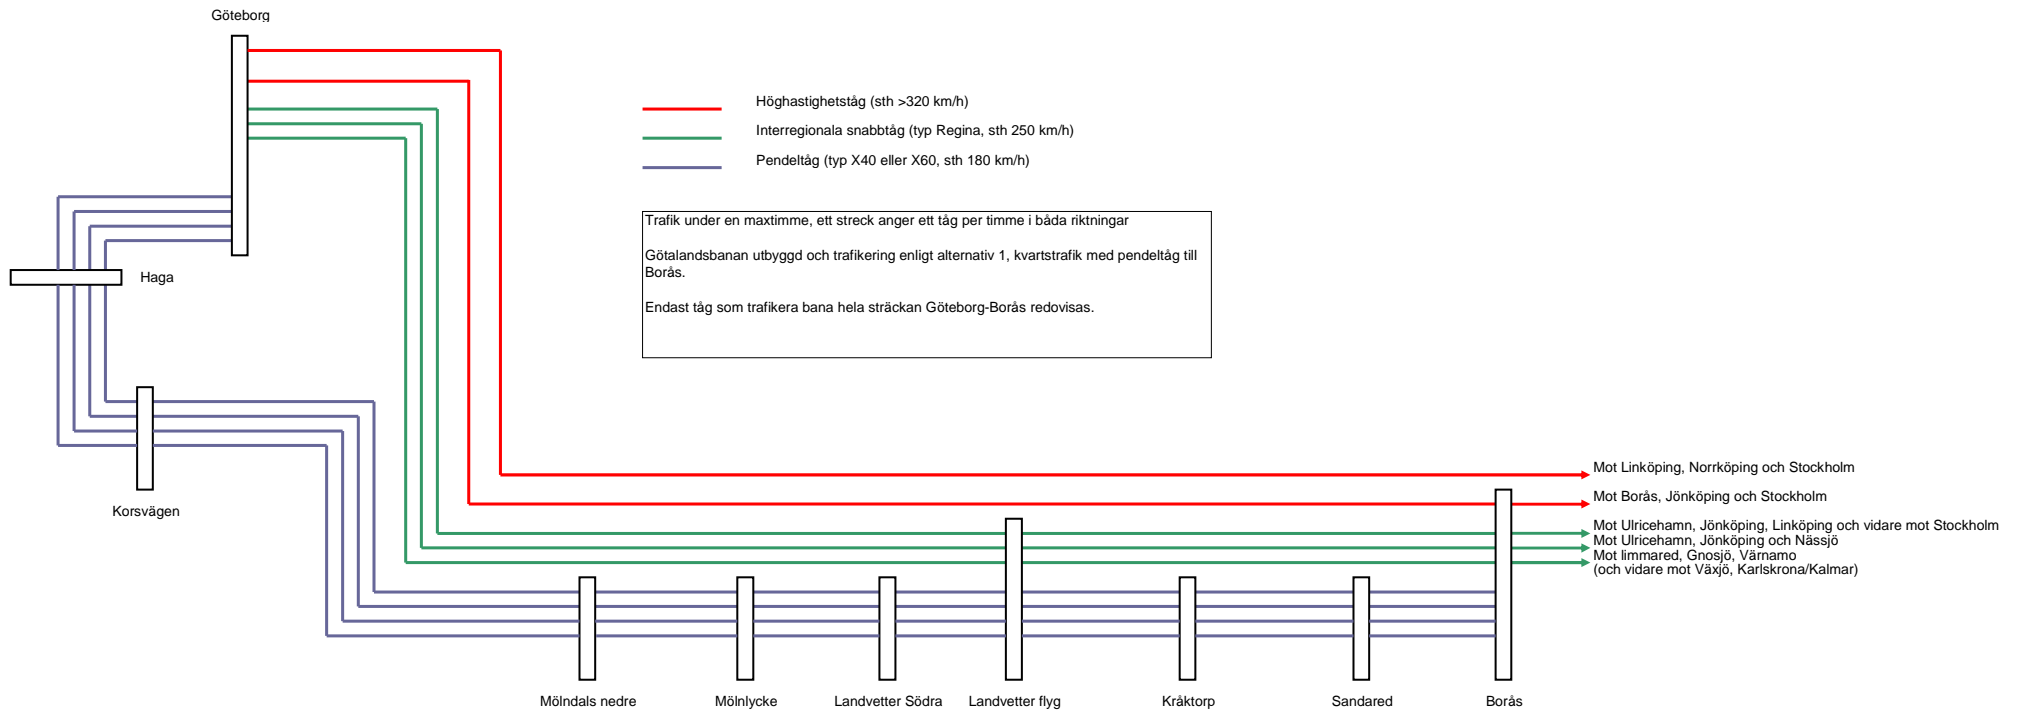 Göteborg
Höghastighetståg (sth >320 km/h)
Interregionala snabbtåg (typ Regina, sth 250 km/h)
Pendeltåg (typ X40 eller X60, sth 180 km/h)
Trafik under en maxtimme, ett streck anger ett tåg per timme i båda riktningar
Götalandsbanan utbyggd och trafikering enligt alternativ 1, kvartstrafik med pendeltåg till
Borås.
Endast tåg som trafikera bana hela sträckan Göteborg-Borås redovisas.
Haga
Korsvägen
Mot Linköping, Norrköping och Stockholm
Mot Borås, Jönköping och Stockholm
Mot Ulricehamn, Jönköping, Linköping och vidare mot Stockholm
Mot Ulricehamn, Jönköping och Nässjö
Mot limmared, Gnosjö, Värnamo
(och vidare mot Växjö, Karlskrona/Kalmar)
Mölndals nedre
Mölnlycke
Landvetter Södra
Landvetter flyg
Kråktorp
Sandared
Borås